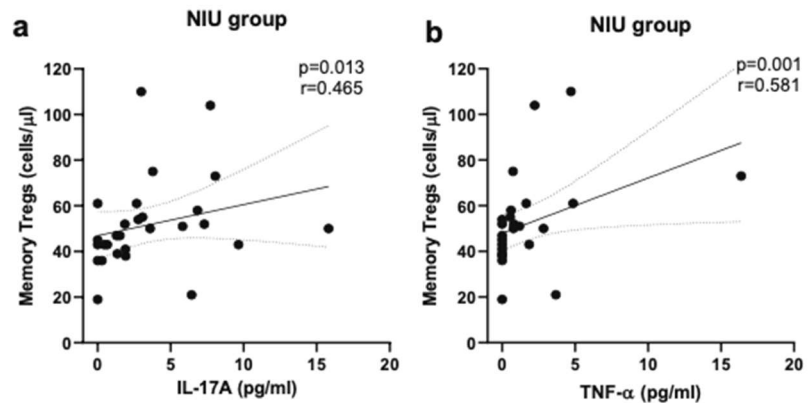 a
NIU group
p=0.013
r=0.465
Memory Tregs (cells/µl)
120
100
80
60
40
20
0
0 5 10 15 20
IL-17A (pg/ml)
b
NIU group
p=0.001
r=0.581
Memory Tregs (cells/µl)
120
100
80
60
40
20
0
0 5 10 15 20
TNF-α (pg/ml)